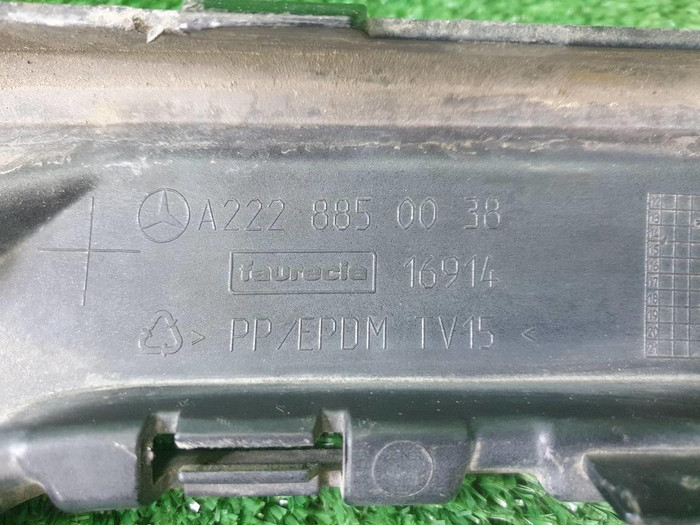 A222 885 00 38
faurecia 16914
> PP/EPDM TV15 <